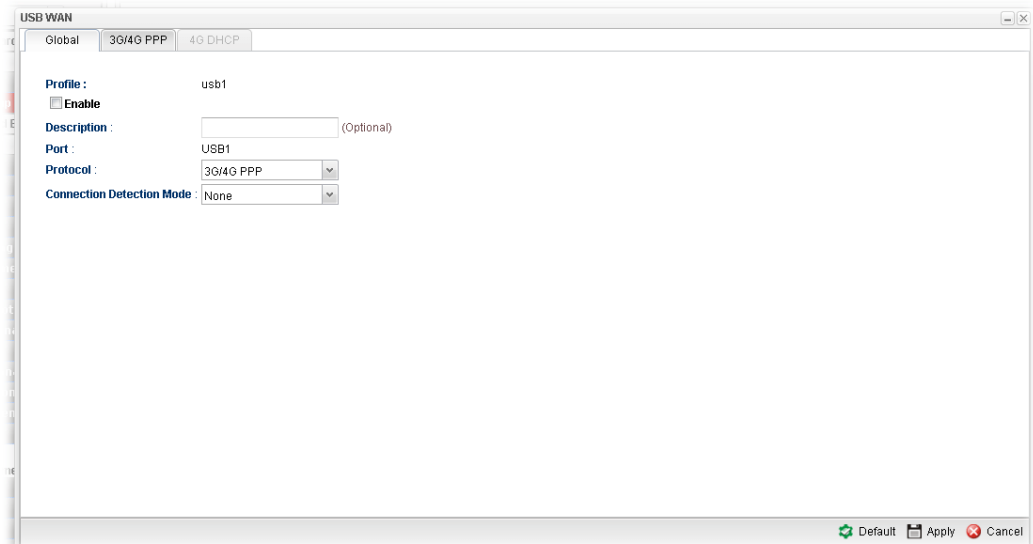 USB WAN
Global 3G/4G PPP 4G DHCP
Profile : usb1
Enable
Description : (Optional)
Port : USB1
Protocol : 3G/4G PPP
Connection Detection Mode : None
Default Apply Cancel